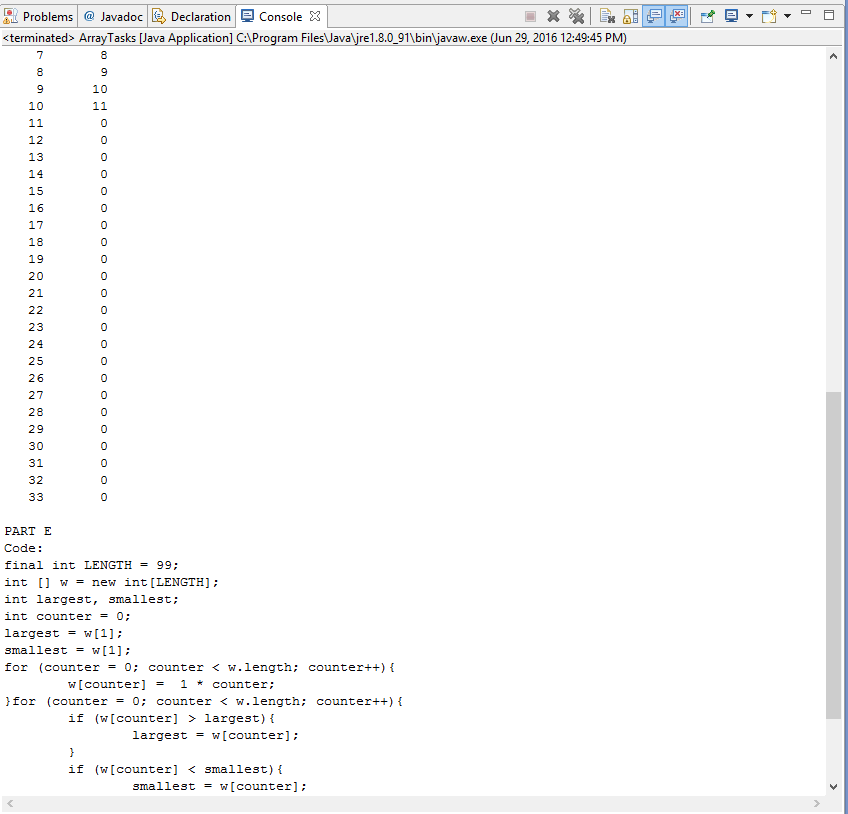 Problems @ Javadoc Declaration Console
<terminated> ArrayTasks [Java Application] C:\Program Files\Java\jre1.8.0_91\bin\javaw.exe (Jun 29, 2016 12:49:45 PM)
7 8
8 9
9 10
10 11
11 0
12 0
13 0
14 0
15 0
16 0
17 0
18 0
19 0
20 0
21 0
22 0
23 0
24 0
25 0
26 0
27 0
28 0
29 0
30 0
31 0
32 0
33 0
PART E
Code:
final int LENGTH = 99;
int [] w = new int[LENGTH];
int largest, smallest;
int counter = 0;
largest = w[1];
smallest = w[1];
for (counter = 0; counter < w.length; counter++){
        w[counter] =  1 * counter;
}for (counter = 0; counter < w.length; counter++){
        if (w[counter] > largest){
                largest = w[counter];
        }
        if (w[counter] < smallest){
                smallest = w[counter];